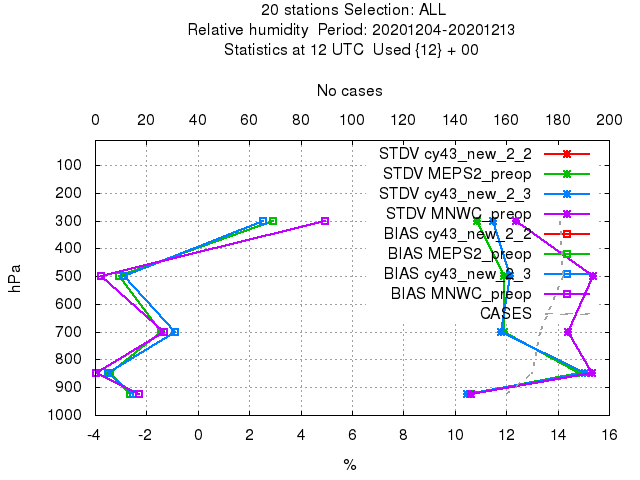 20 stations Selection: ALL
Relative humidity  Period: 20201204-20201213
Statistics at 12 UTC  Used {12} + 00
No cases
0 20 40 60 80 100 120 140 160 180 200
STDV cy43_new_2_2
STDV MEPS2_preop
STDV cy43_new_2_3
STDV MNWC_preop
BIAS cy43_new_2_2
BIAS MEPS2_preop
BIAS cy43_new_2_3
BIAS MNWC_preop
CASES
100
200
300
400
500
600
700
800
900
1000
hPa
-4 -2 0 2 4 6 8 10 12 14 16
%